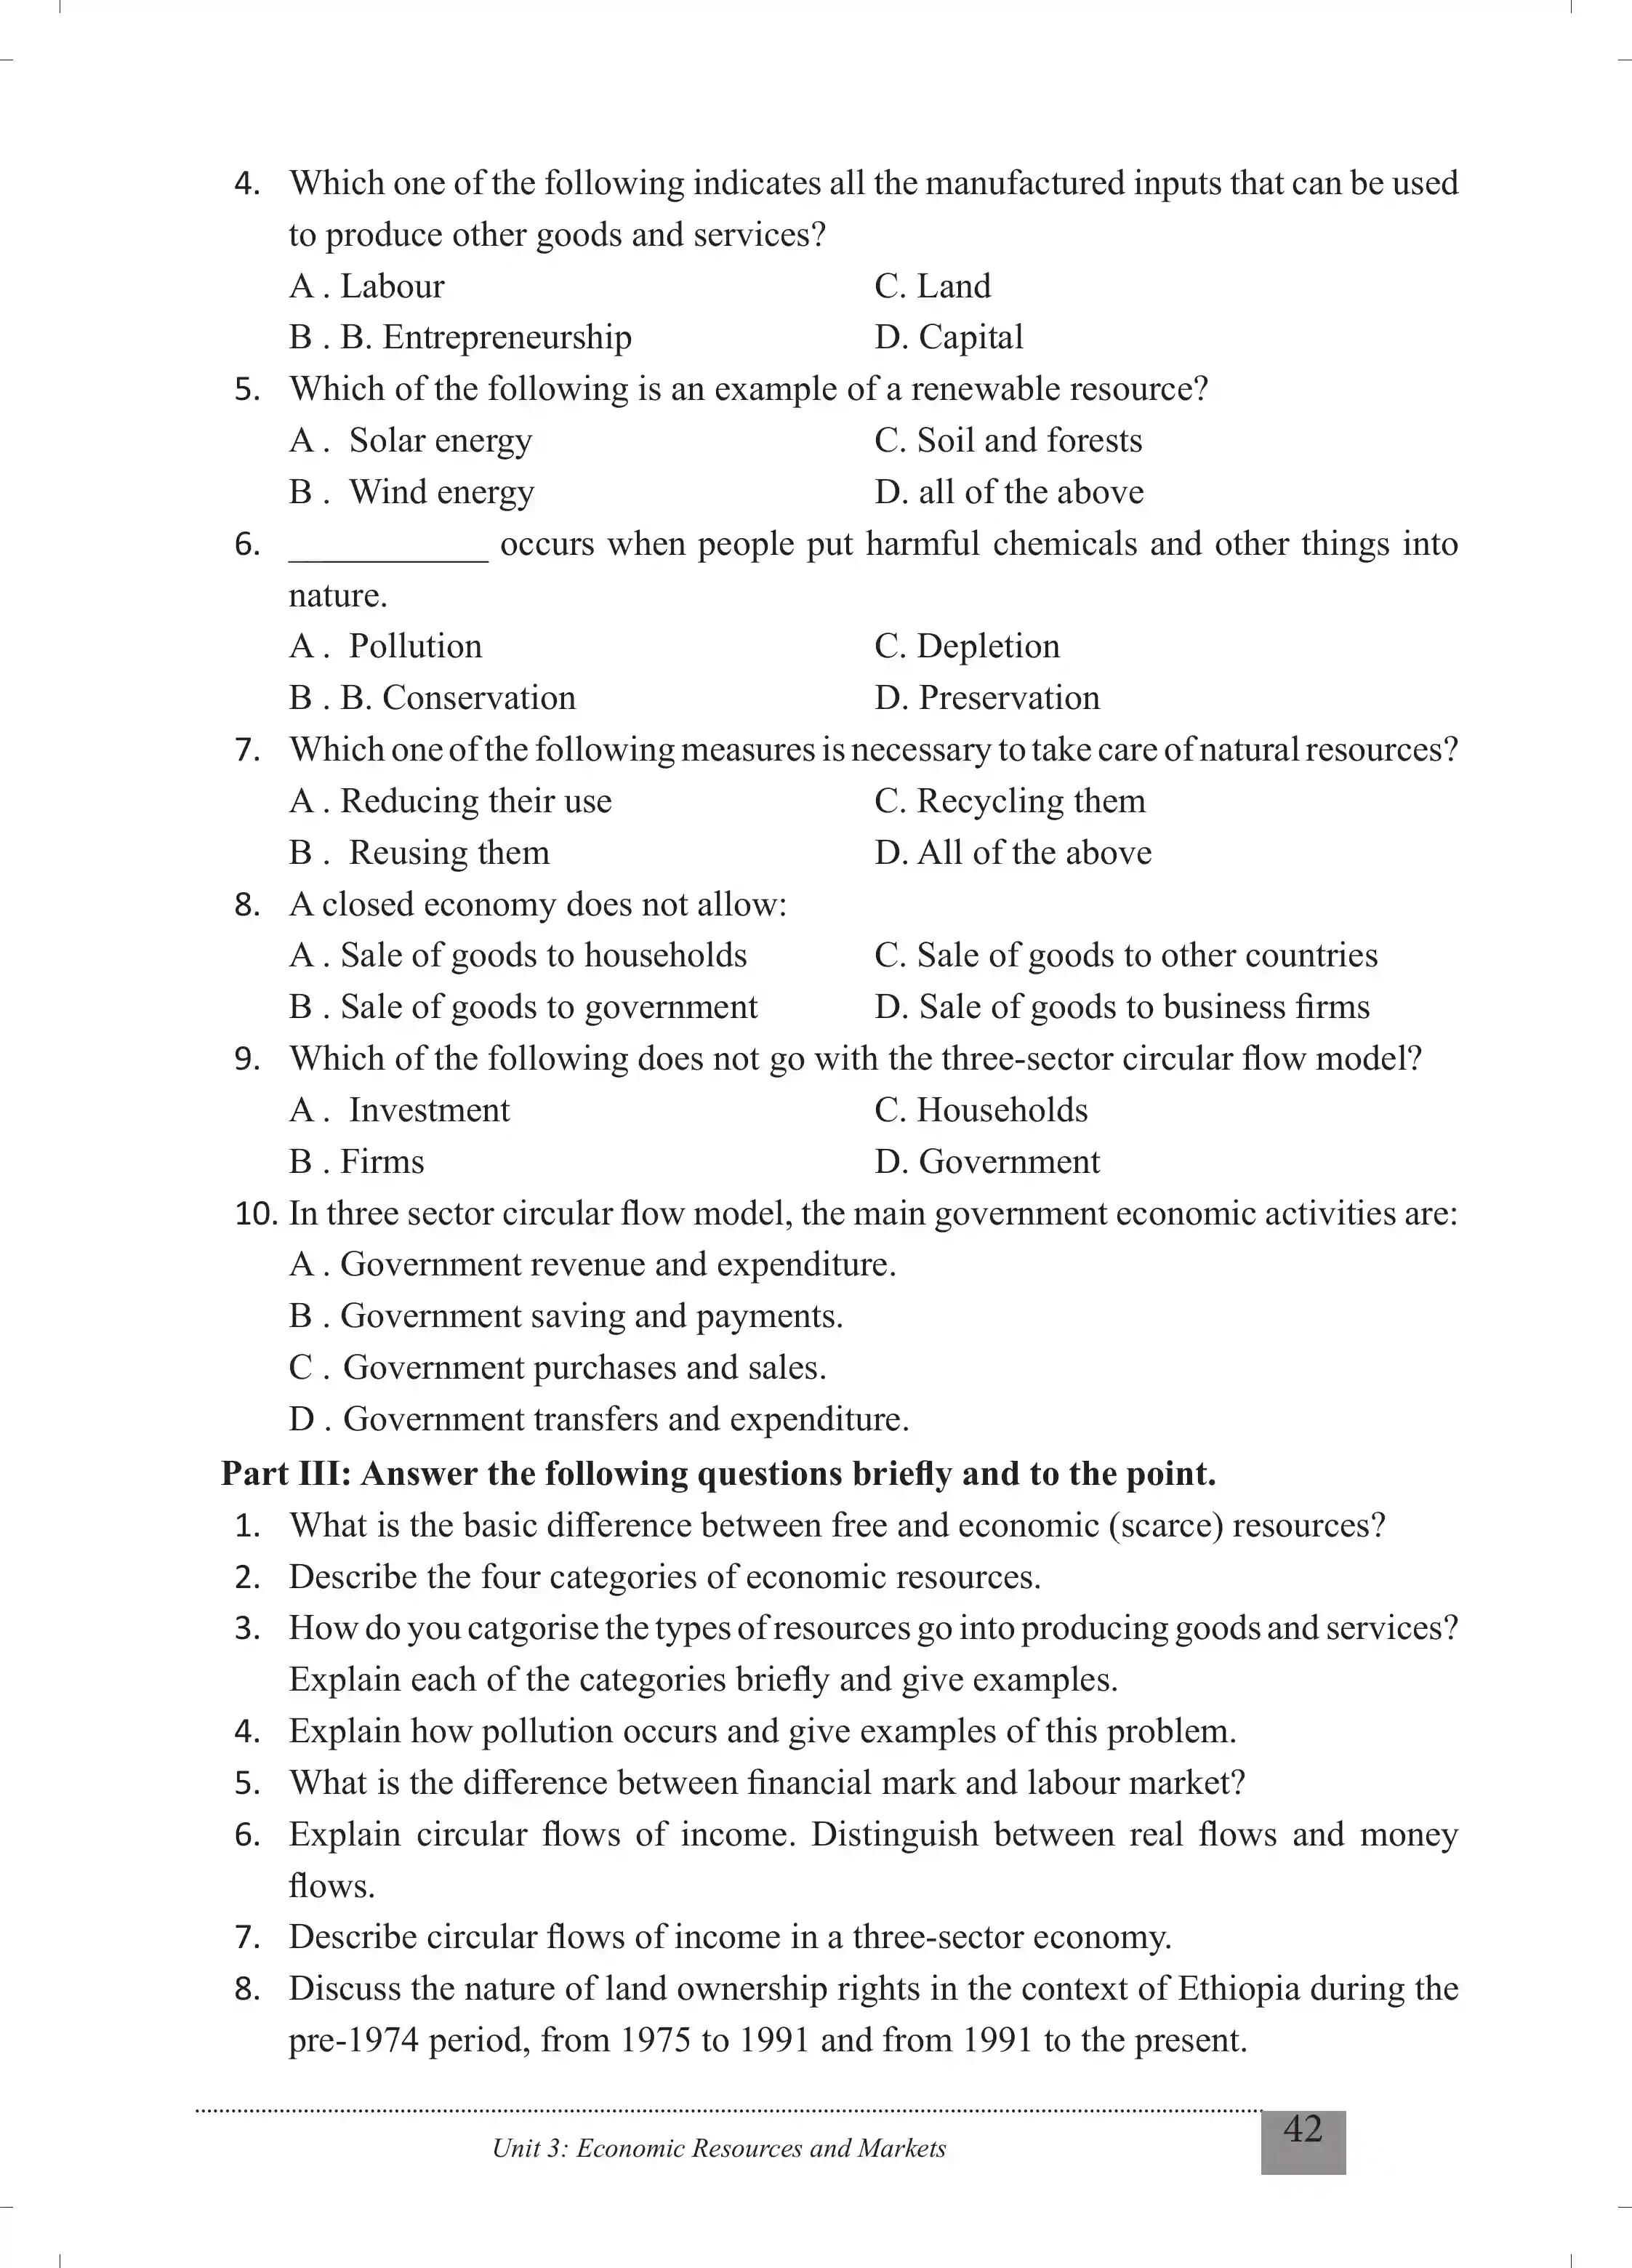 4. Which one of the following indicates all the manufactured inputs that can be used
to produce other goods and services?
A . Labour C. Land
B . B. Entrepreneurship D. Capital
5. Which of the following is an example of a renewable resource?
A . Solar energy C. Soil and forests
B . Wind energy D. all of the above
6. ___________ occurs when people put harmful chemicals and other things into
nature.
A . Pollution C. Depletion
B . B. Conservation D. Preservation
7. Which one of the following measures is necessary to take care of natural resources?
A . Reducing their use C. Recycling them
B . Reusing them D. All of the above
8. A closed economy does not allow:
A . Sale of goods to households C. Sale of goods to other countries
B . Sale of goods to government D. Sale of goods to business firms
9. Which of the following does not go with the three-sector circular flow model?
A . Investment C. Households
B . Firms D. Government
10. In three sector circular flow model, the main government economic activities are:
A . Government revenue and expenditure.
B . Government saving and payments.
C . Government purchases and sales.
D . Government transfers and expenditure.
Part III: Answer the following questions briefly and to the point.
1. What is the basic difference between free and economic (scarce) resources?
2. Describe the four categories of economic resources.
3. How do you catgorise the types of resources go into producing goods and services?
Explain each of the categories briefly and give examples.
4. Explain how pollution occurs and give examples of this problem.
5. What is the difference between financial mark and labour market?
6. Explain circular flows of income. Distinguish between real flows and money
flows.
7. Describe circular flows of income in a three-sector economy.
8. Discuss the nature of land ownership rights in the context of Ethiopia during the
pre-1974 period, from 1975 to 1991 and from 1991 to the present.
Unit 3: Economic Resources and Markets 42